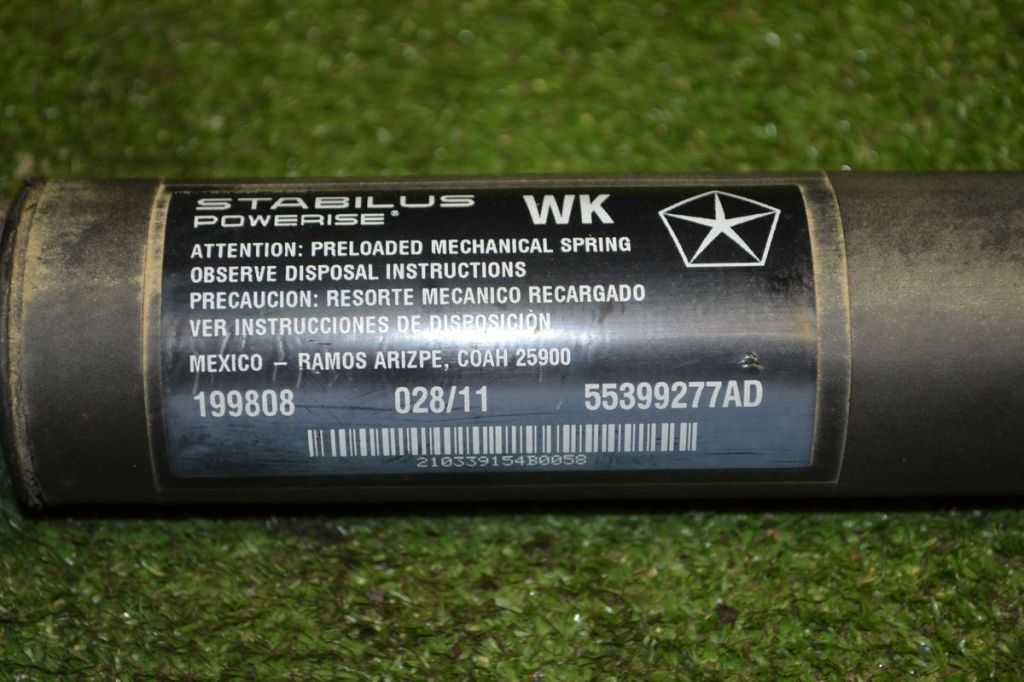 STABILUS WK
POWERISE®
ATTENTION: PRELOADED MECHANICAL SPRING
OBSERVE DISPOSAL INSTRUCTIONS
PRECAUCION: RESORTE MECANICO RECARGADO
VER INSTRUCCIONES DE DISPOSICIÓN
MEXICO – RAMOS ARIZPE, COAH 25900
199808 028/11 55399277AD
210339154B0058